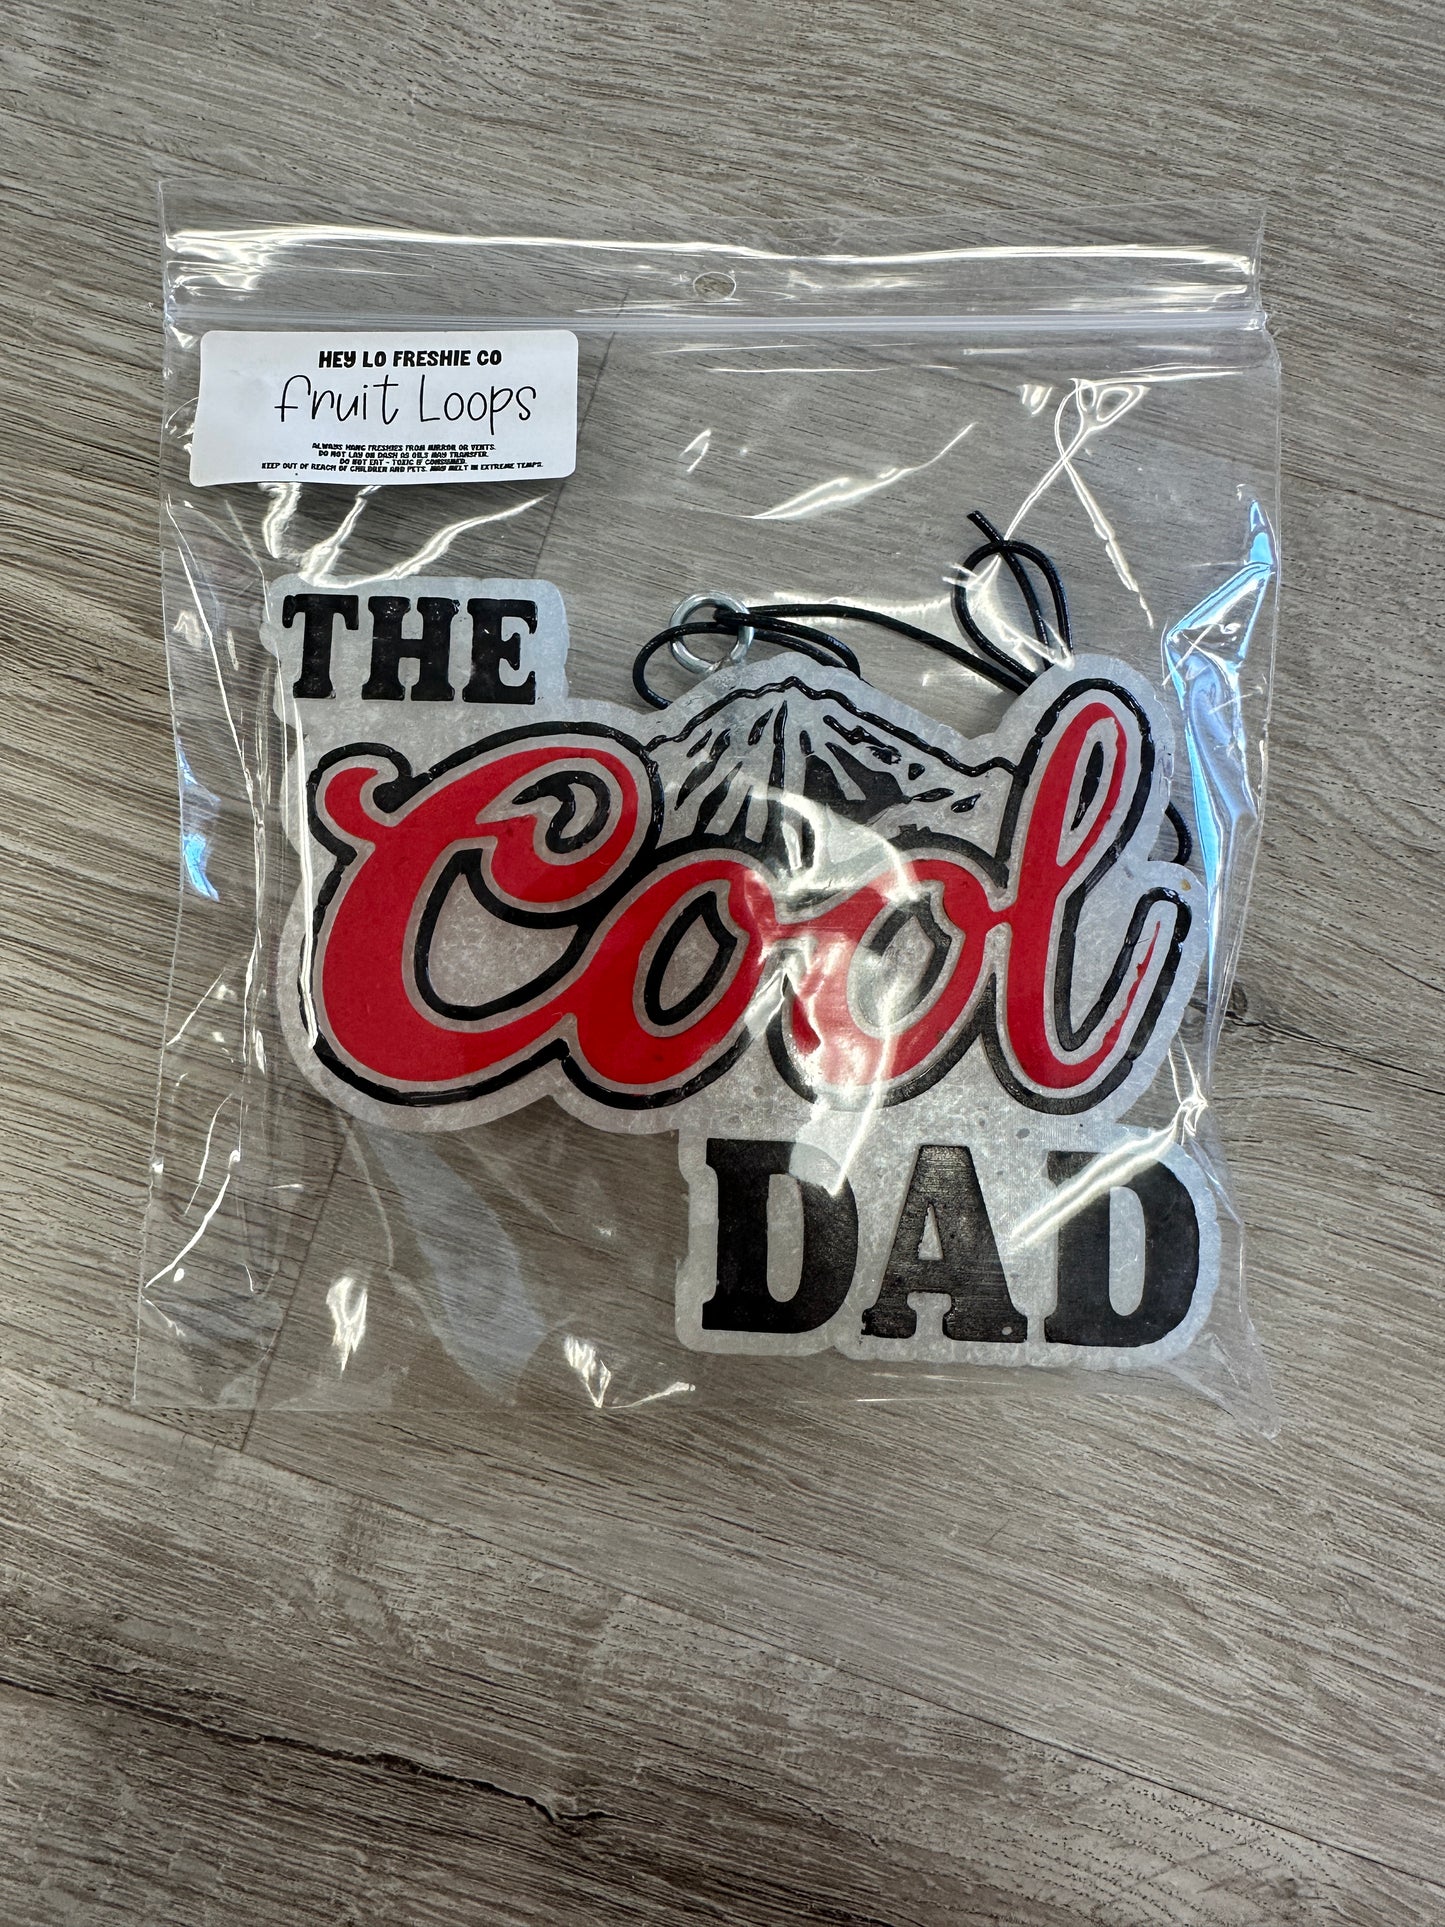 HEY LO FRESHIE CO
fruit Loops
ALWAYS HANG FRESHIES FROM MIRROR OR VENTS.
DO NOT LAY ON DASH AS OILS MAY TRANSFER.
DO NOT EAT - TOXIC IF CONSUMED.
KEEP OUT OF REACH OF CHILDREN AND PETS. MAY MELT IN EXTREME TEMPS.
THE
Cool
DAD